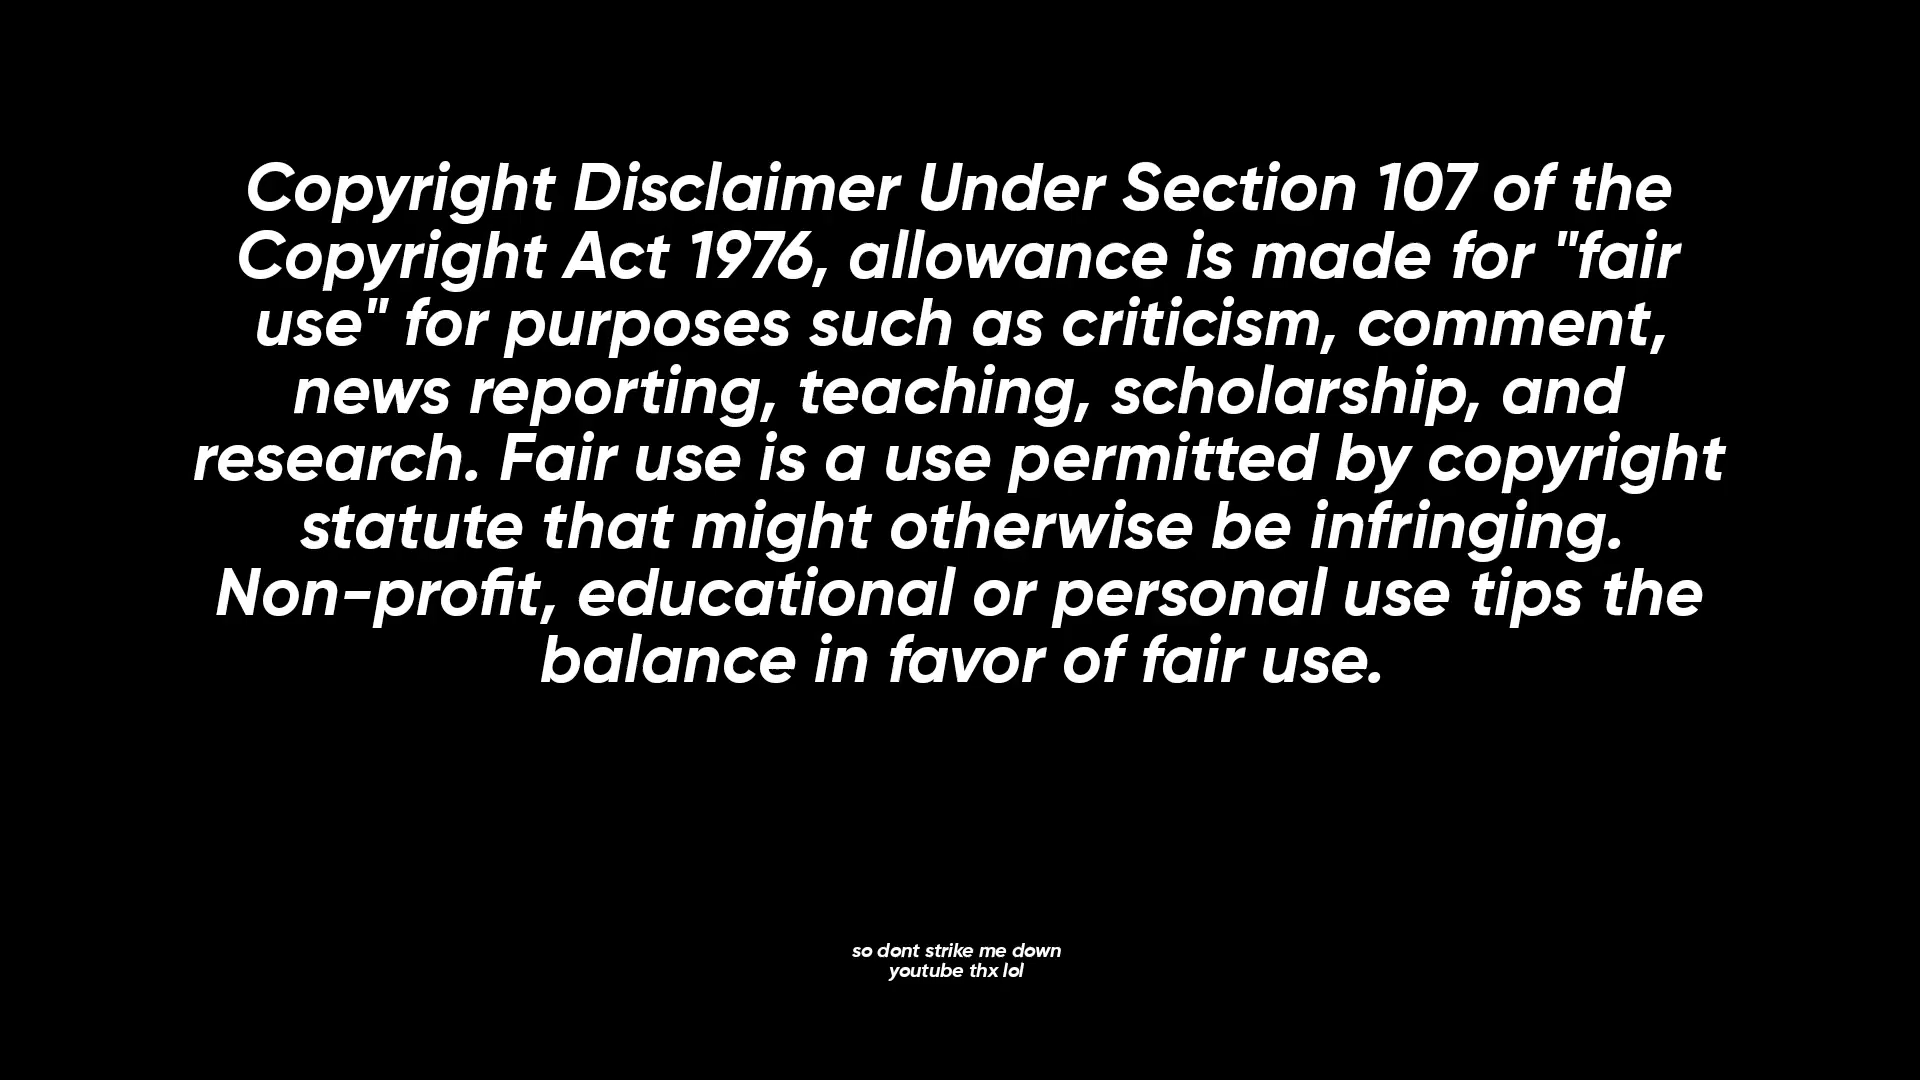 Copyright Disclaimer Under Section 107 of the
Copyright Act 1976, allowance is made for "fair
use" for purposes such as criticism, comment,
news reporting, teaching, scholarship, and
research. Fair use is a use permitted by copyright
statute that might otherwise be infringing.
Non-profit, educational or personal use tips the
balance in favor of fair use.
so dont strike me down
youtube thx lol